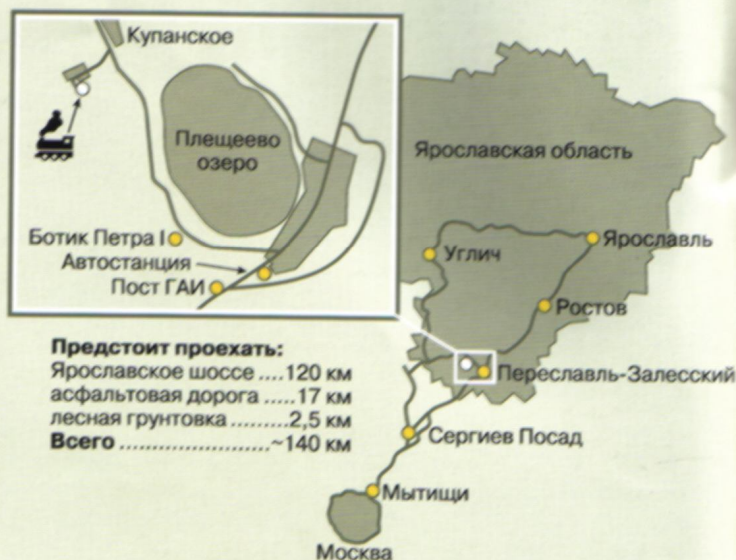 Купанское
Плещеево
озеро
Ботик Петра I
Автостанция
Пост ГАИ
Ярославская область
Углич
Ярославль
Ростов
Переславль-Залесский
Сергиев Посад
Мытищи
Москва
Предстоит проехать:
Ярославское шоссе ....120 км
асфальтовая дорога .....17 км
лесная грунтовка .........2,5 км
Всего .......................~140 км